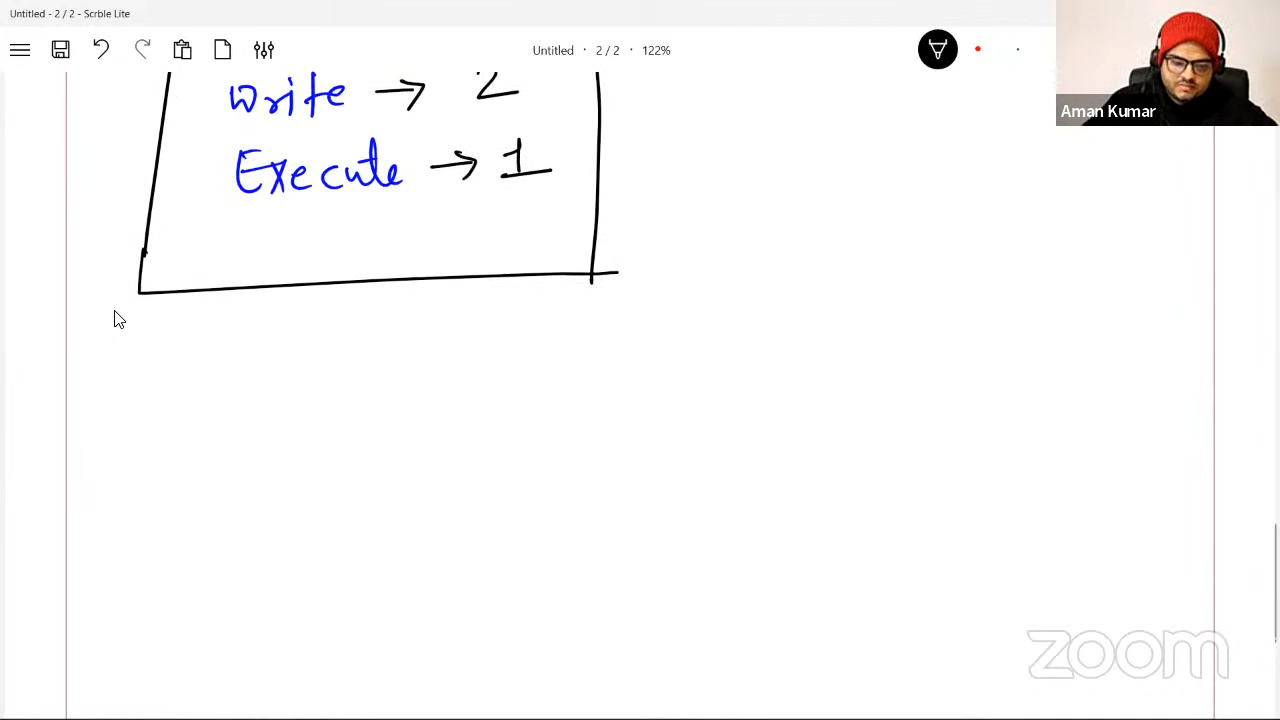 Untitled - 2 / 2 - Scrble Lite
Untitled · 2 / 2 · 122%
Aman Kumar
Write → 2
Execute → 1
zoom